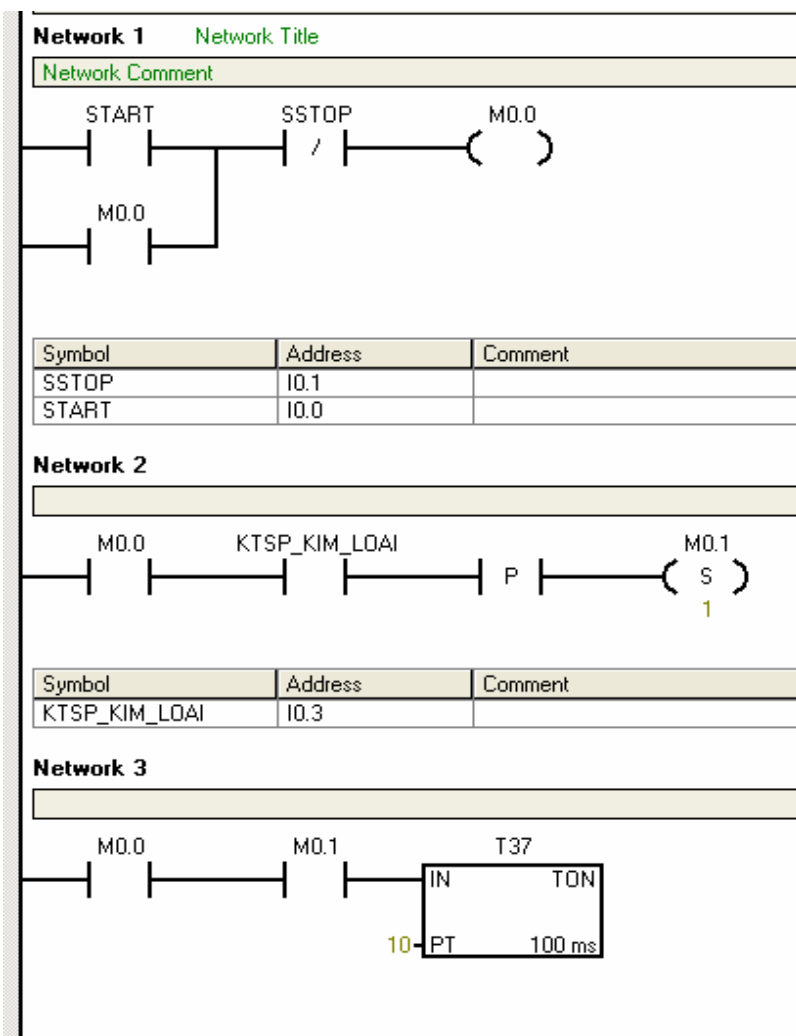 Network 1 Network Title
Network Comment
START SSTOP M0.0
/
M0.0
Symbol Address Comment
SSTOP I0.1
START I0.0
Network 2
M0.0 KTSP_KIM_LOAI M0.1
P S
1
Symbol Address Comment
KTSP_KIM_LOAI I0.3
Network 3
M0.0 M0.1 T37
IN TON
10 PT 100 ms